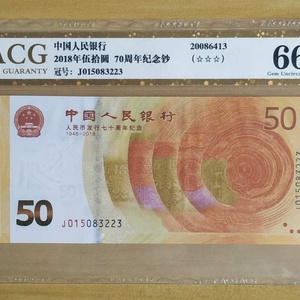 ACG
GUARANTY
中国人民银行
2018年伍拾圆 70周年纪念钞
冠号: J015083223
20086413
(☆☆☆)
66
Gem Uncirc
中国人民银行
人民币发行七十周年纪念
1948-2018
50
J015083223
J015083223